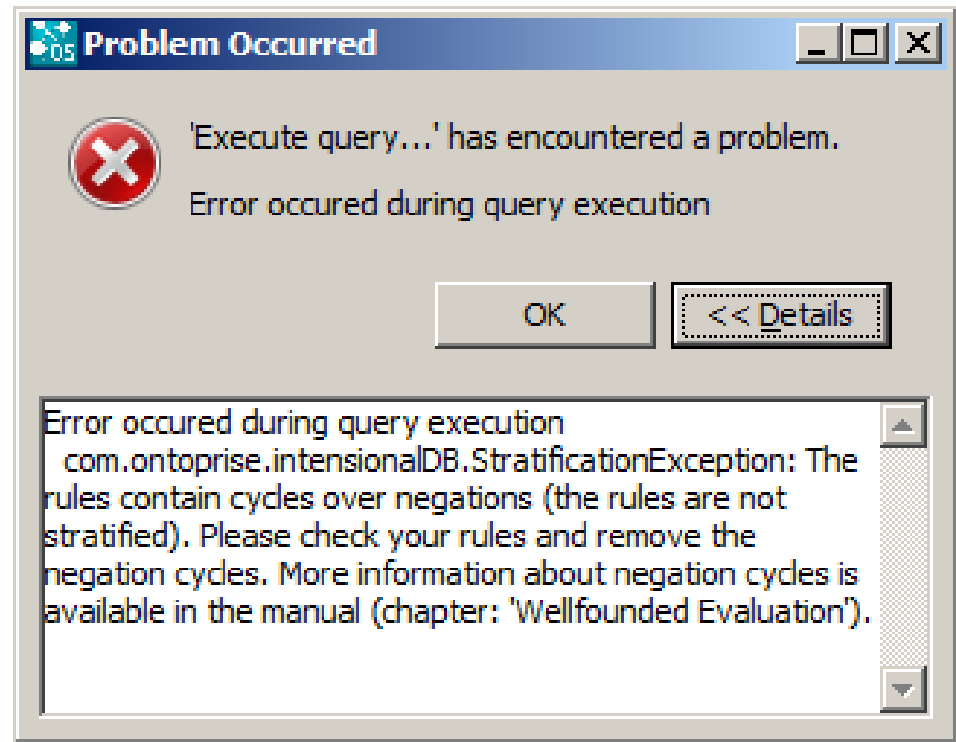 OS Problem Occurred
'Execute query...' has encountered a problem.
Error occured during query execution
OK
<< Details
Error occured during query execution
com.ontoprise.intensionalDB.StratificationException: The
rules contain cycles over negations (the rules are not
stratified). Please check your rules and remove the
negation cycles. More information about negation cycles is
available in the manual (chapter: 'Wellfounded Evaluation').